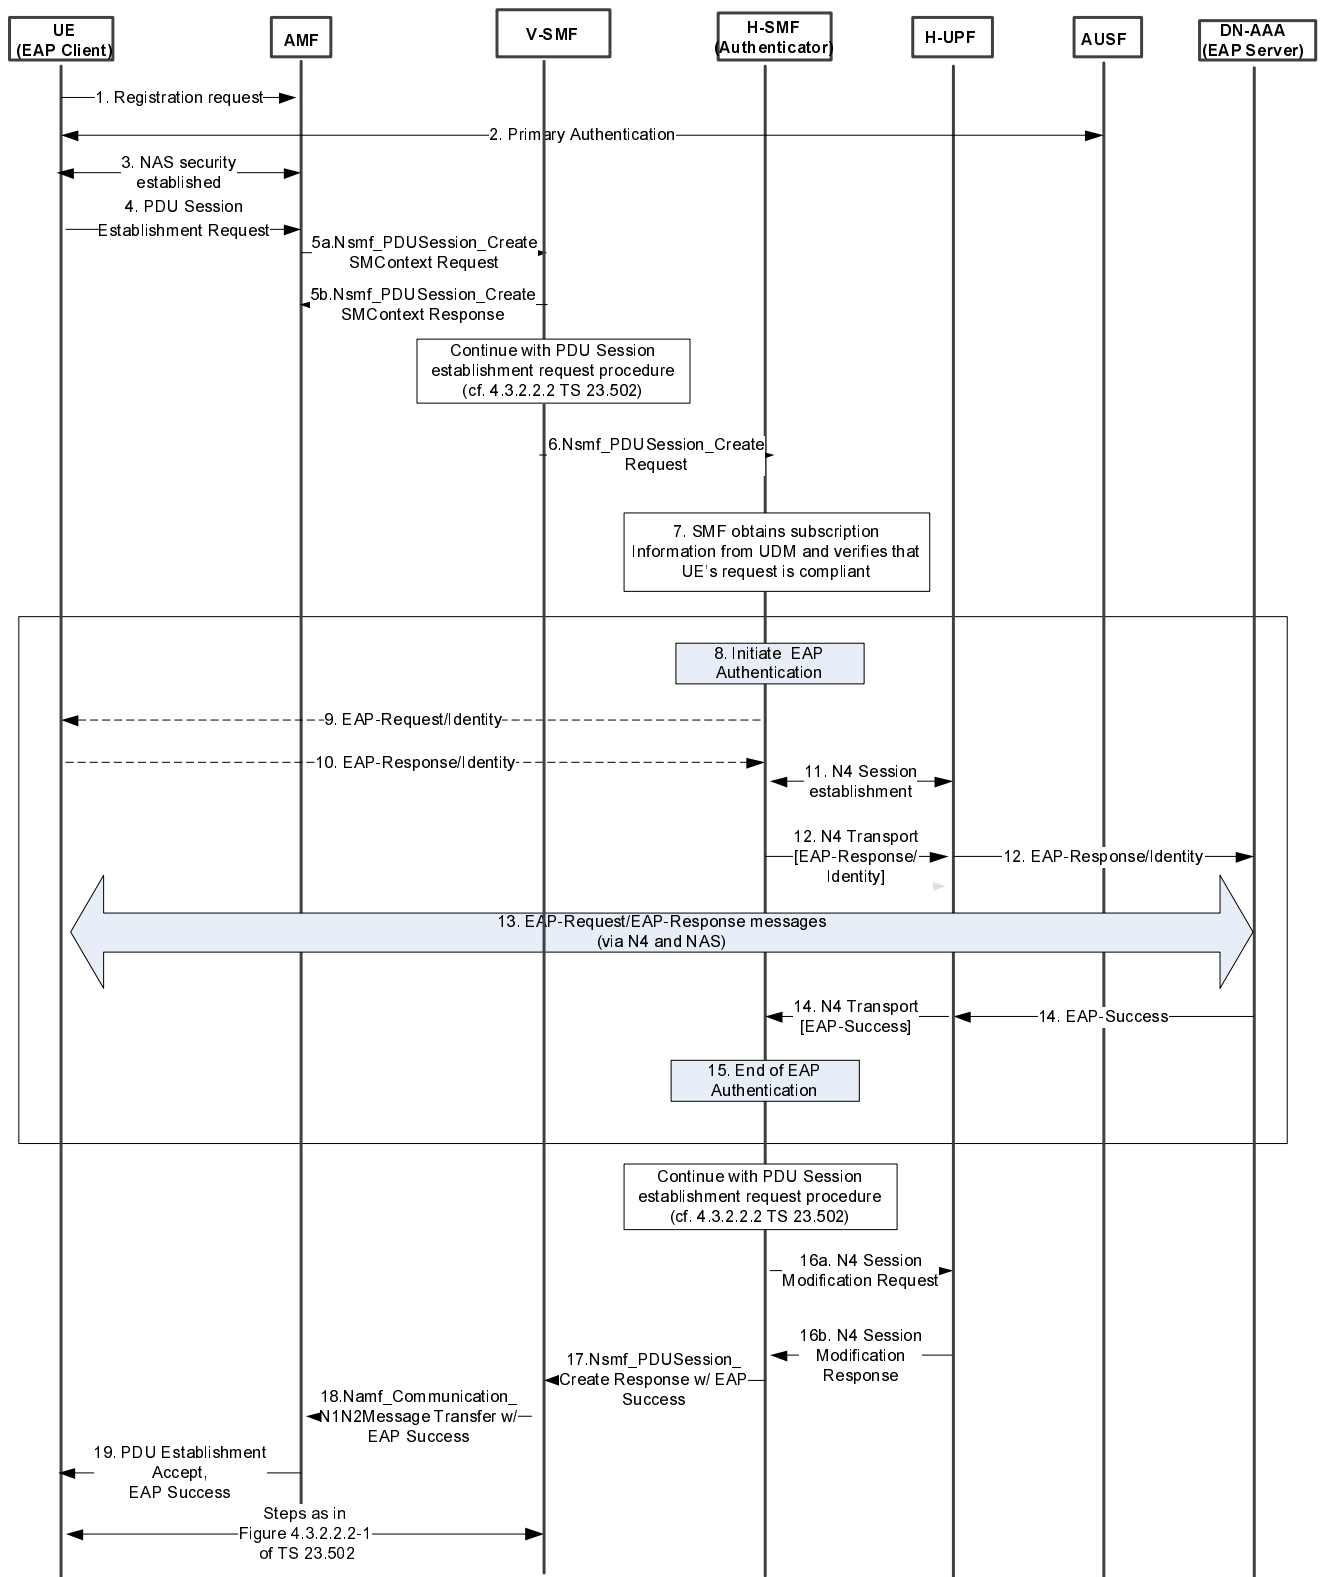 UE
(EAP Client)
AMF
V-SMF
H-SMF
(Authenticator)
H-UPF
AUSF
DN-AAA
(EAP Server)
1. Registration request
2. Primary Authentication
3. NAS security
established
4. PDU Session
Establishment Request
5a.Nsmf_PDUSession_Create
SMContext Request
5b.Nsmf_PDUSession_Create
SMContext Response
Continue with PDU Session
establishment request procedure
(cf. 4.3.2.2.2 TS 23.502)
6.Nsmf_PDUSession_Create
Request
7. SMF obtains subscription
Information from UDM and verifies that
UE's request is compliant
8. Initiate EAP
Authentication
9. EAP-Request/Identity
10. EAP-Response/Identity
11. N4 Session
establishment
12. N4 Transport
[EAP-Response/
Identity]
12. EAP-Response/Identity
13. EAP-Request/EAP-Response messages
(via N4 and NAS)
14. N4 Transport
[EAP-Success]
14. EAP-Success
15. End of EAP
Authentication
Continue with PDU Session
establishment request procedure
(cf. 4.3.2.2.2 TS 23.502)
16a. N4 Session
Modification Request
16b. N4 Session
Modification
Response
17.Nsmf_PDUSession_
Create Response w/ EAP
Success
18.Namf_Communication_
N1N2Message Transfer w/
EAP Success
19. PDU Establishment
Accept,
EAP Success
Steps as in
Figure 4.3.2.2.2-1
of TS 23.502